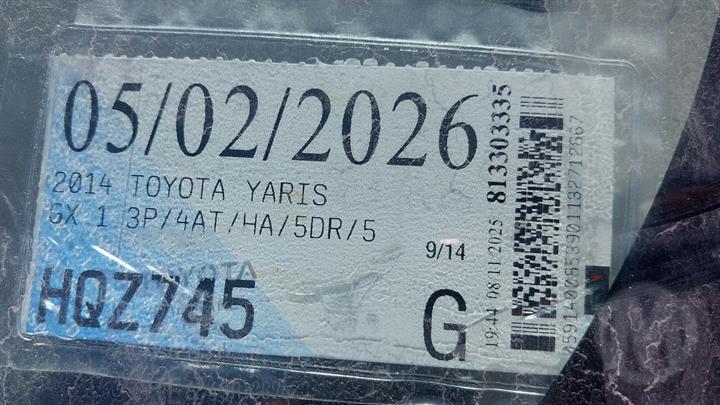 05/02/2026
2014 TOYOTA YARIS
GX 1 3P/4AT/HA/5DR/5
9/14
TOYOTA
HQZ745
G
19:44 08/11/2025 813303335